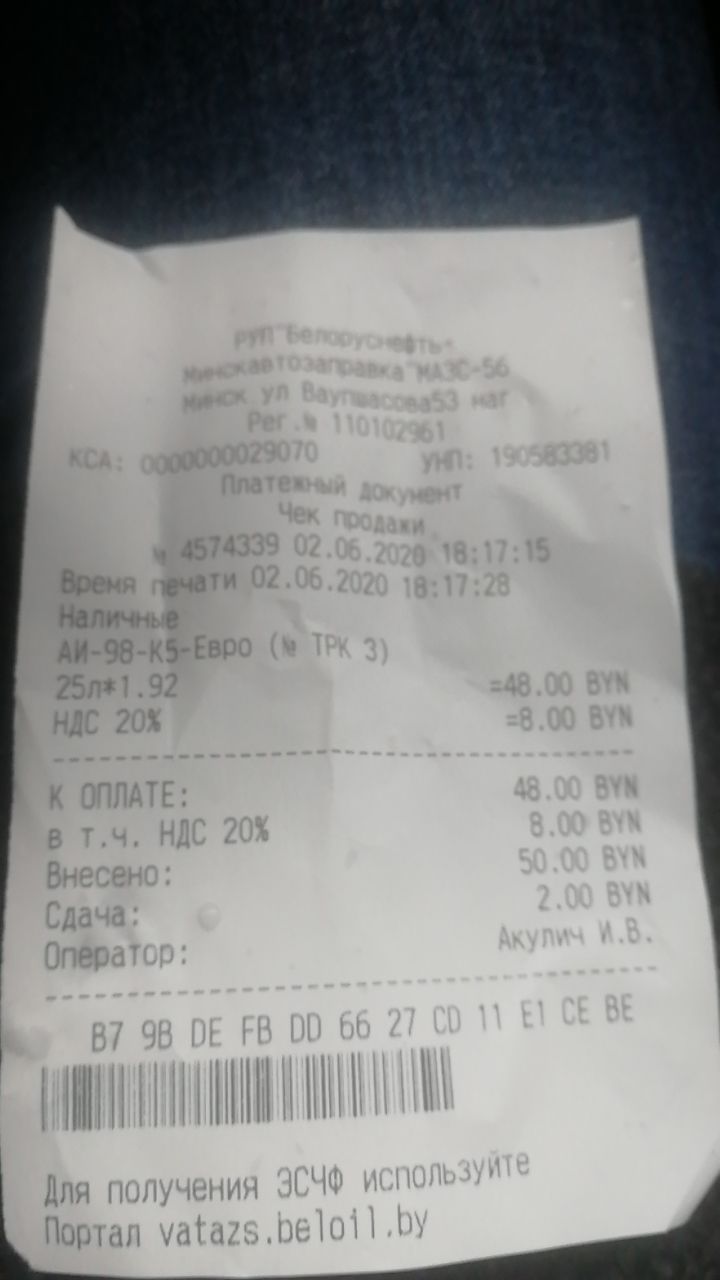 РУП"Белоруснефть-
Минскавтозаправка"МАЗС-56
Минск ул Ваупшасова53 наг
Рег.№ 110102961
КСА: 0000000029070 УНП: 190583381
Платежный документ
Чек продажи
№ 4574339 02.06.2020 18:17:15
Время печати 02.06.2020 18:17:28
Наличные
АИ-98-К5-Евро (№ ТРК 3)
25л*1.92 =48.00 BYN
НДС 20% =8.00 BYN
К ОПЛАТЕ: 48.00 BYN
в т.ч. НДС 20% 8.00 BYN
Внесено: 50.00 BYN
Сдача: 2.00 BYN
Оператор: Акулич И.В.
B7 9B DE FB DD 66 27 CD 11 E1 CE BE
Для получения ЭСЧФ используйте
Портал vatazs.beloil.by